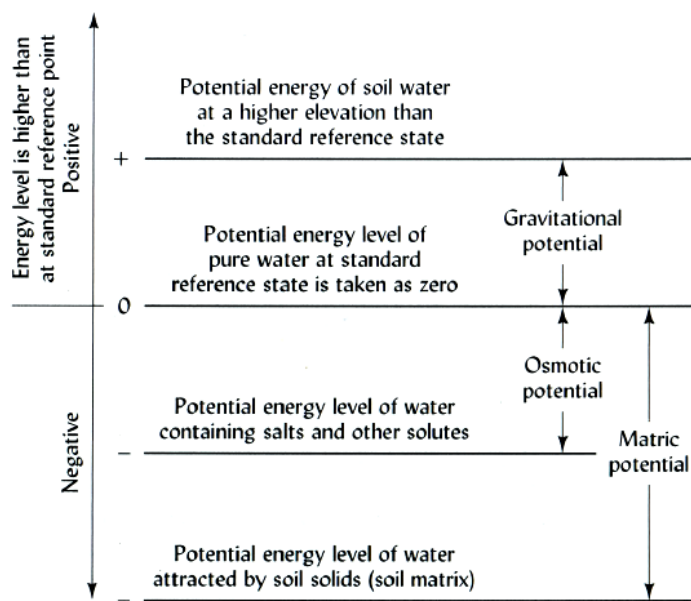 Energy level is higher than
at standard reference point
Positive
Negative
Potential energy of soil water
at a higher elevation than
the standard reference state
+
Gravitational
potential
Potential energy level of
pure water at standard
reference state is taken as zero
0
Osmotic
potential
Potential energy level of water
containing salts and other solutes
–
Matric
potential
Potential energy level of water
attracted by soil solids (soil matrix)
–